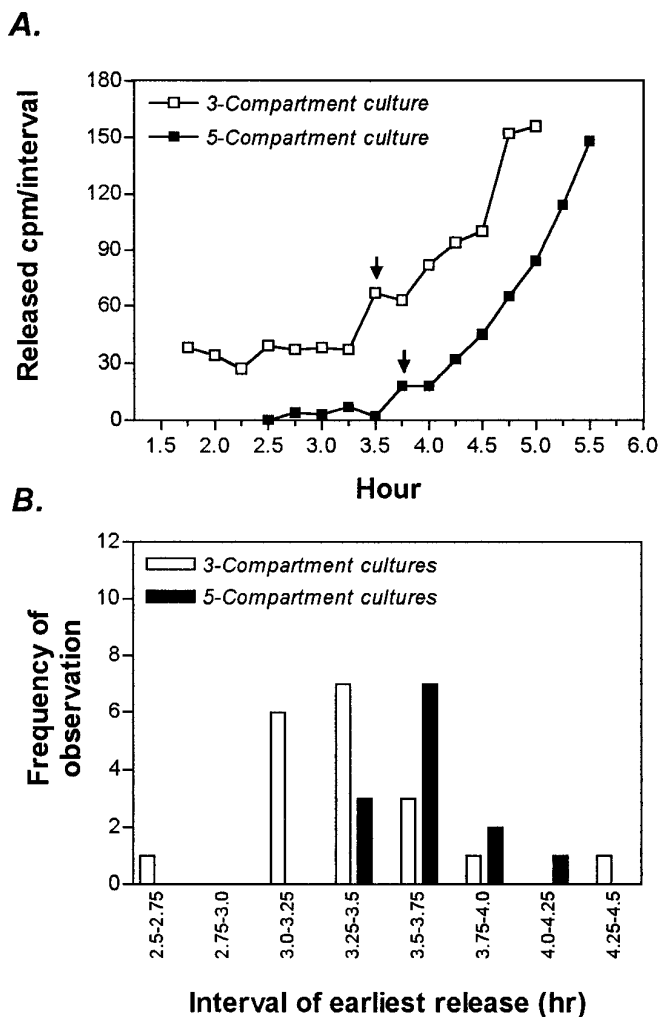 A.
180
150
120
90
60
30
0
3-Compartment culture
5-Compartment culture
Released cpm/interval
1.5 2.0 2.5 3.0 3.5 4.0 4.5 5.0 5.5 6.0
Hour
B.
12
10
8
6
4
2
0
3-Compartment cultures
5-Compartment cultures
Frequency of
observation
2.5-2.75
2.75-3.0
3.0-3.25
3.25-3.5
3.5-3.75
3.75-4.0
4.0-4.25
4.25-4.5
Interval of earliest release (hr)